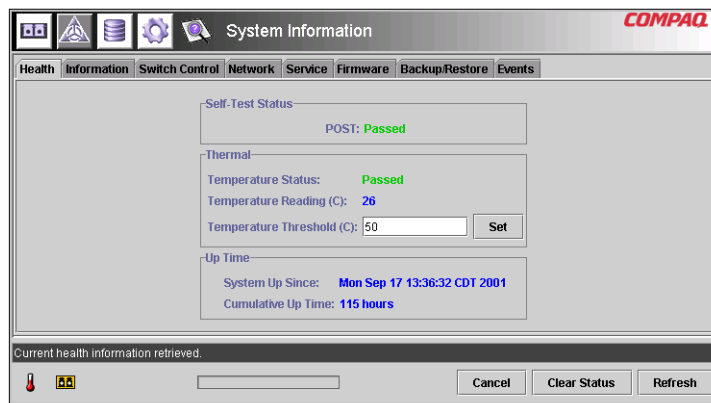 System Information
COMPAQ
Health Information Switch Control Network Service Firmware Backup/Restore Events
Self-Test Status
POST: Passed
Thermal
Temperature Status: Passed
Temperature Reading (C): 26
Temperature Threshold (C): 50 Set
Up Time
System Up Since: Mon Sep 17 13:36:32 CDT 2001
Cumulative Up Time: 115 hours
Current health information retrieved.
Cancel Clear Status Refresh